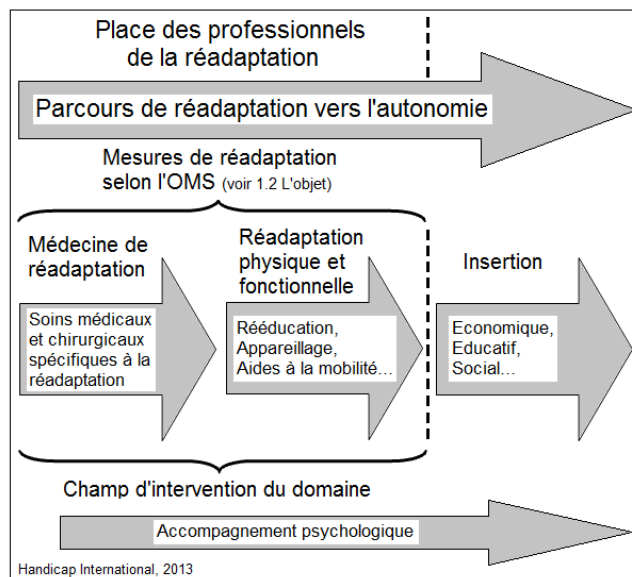 Place des professionnels
de la réadaptation
Parcours de réadaptation vers l'autonomie
Mesures de réadaptation
selon l'OMS (voir 1.2 L'objet)
Médecine de
réadaptation
Soins médicaux
et chirurgicaux
spécifiques à la
réadaptation
Réadaptation
physique et
fonctionnelle
Rééducation,
Appareillage,
Aides à la mobilité...
Insertion
Economique,
Educatif,
Social...
Champ d'intervention du domaine
Accompagnement psychologique
Handicap International, 2013